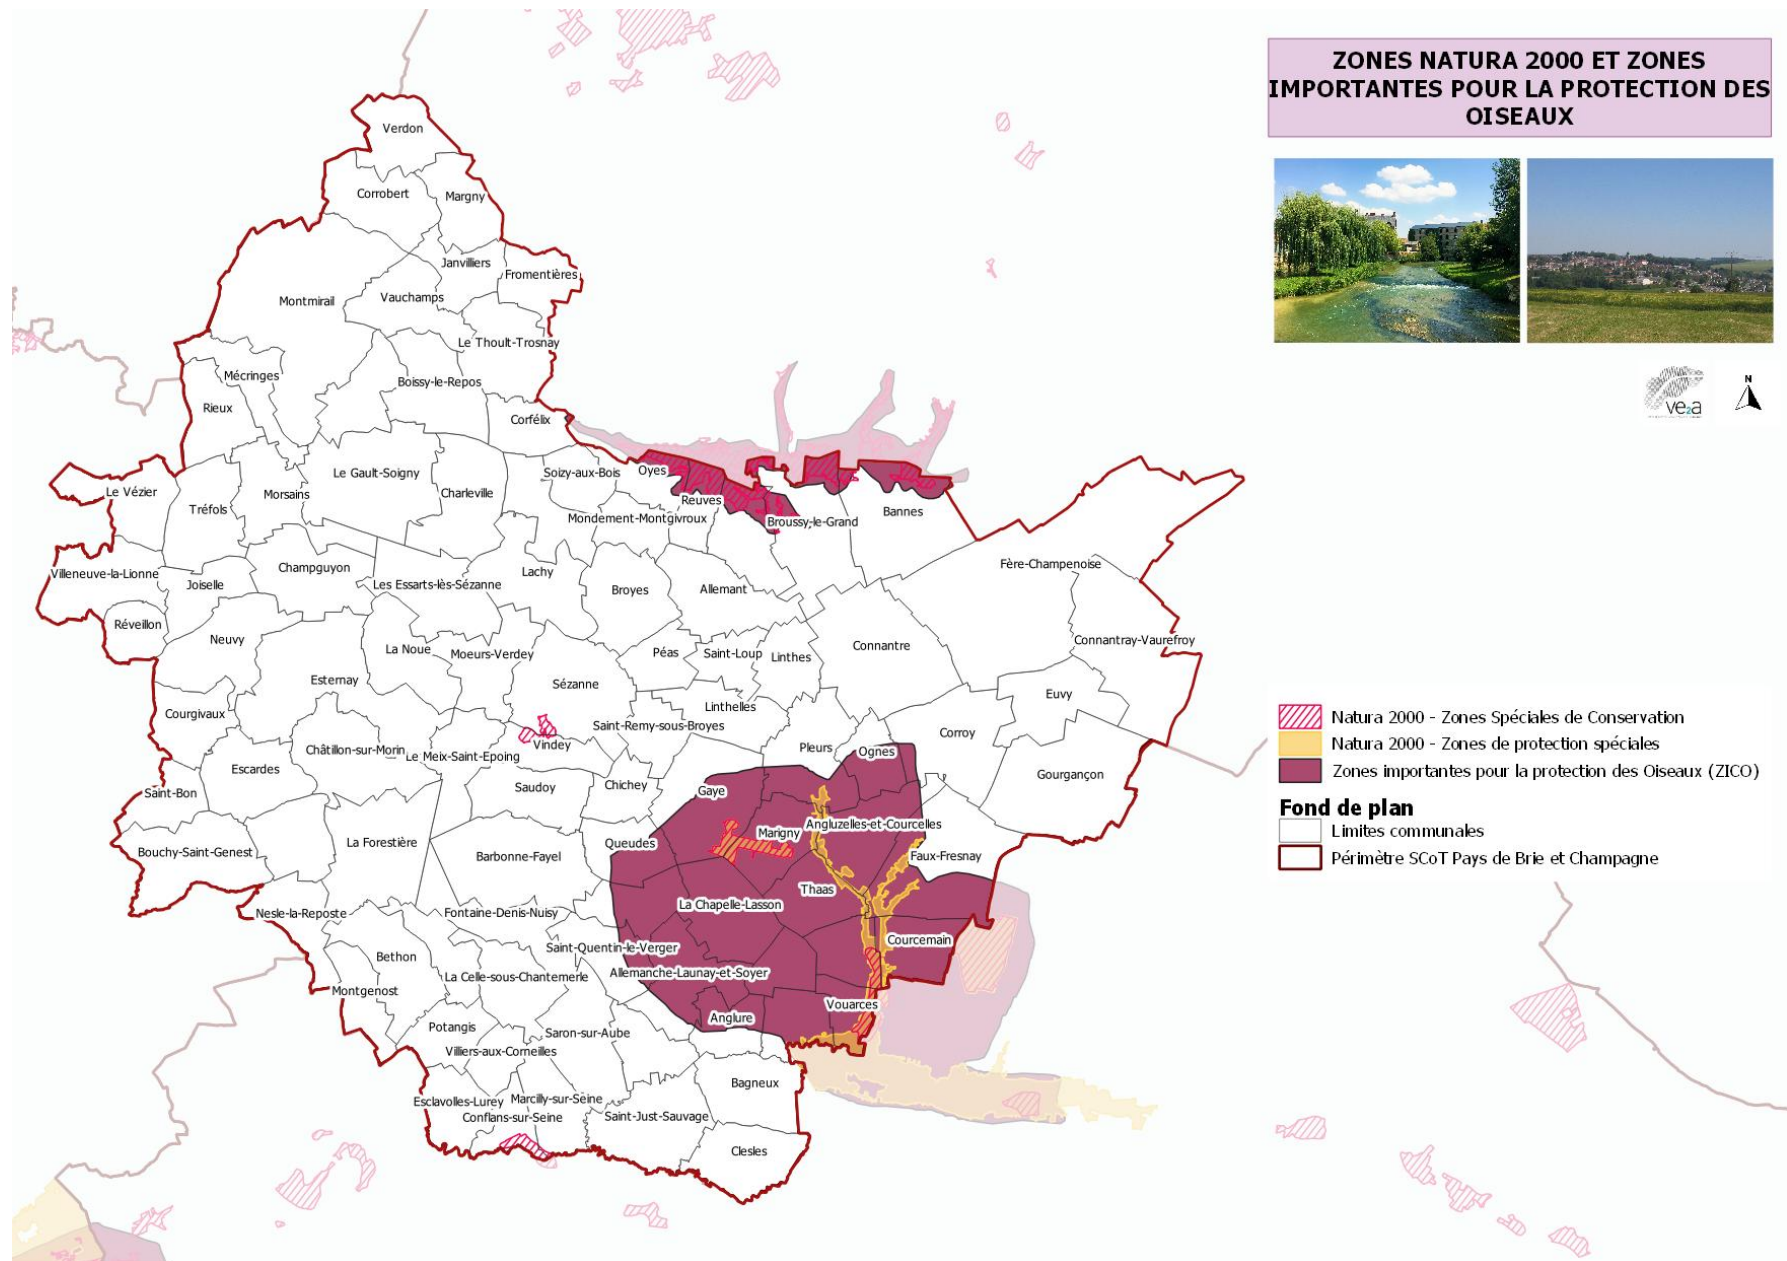 ZONES NATURA 2000 ET ZONES
IMPORTANTES POUR LA PROTECTION DES
OISEAUX
ve2a
N
Verdon
Corrobert
Margny
Janvilliers
Fromentières
Vauchamps
Montmirail
Le Thoult-Trosnay
Mécringes
Boissy-le-Repos
Rieux
Corfélix
Le Gault-Soigny
Soizy-aux-Bois
Oyes
Le Vézier
Morsains
Charleville
Tréfols
Reuves
Bannes
Mondement-Montgivroux
Broussy-le-Grand
Villeneuve-la-Lionne
Joiselle
Champguyon
Les Essarts-lès-Sézanne
Lachy
Broyes
Allemant
Fère-Champenoise
Réveillon
Neuvy
La Noue
Moeurs-Verdey
Péas
Saint-Loup
Linthes
Connantre
Connantray-Vaurefroy
Esternay
Sézanne
Euvy
Courgivaux
Linthelles
Saint-Remy-sous-Broyes
Châtillon-sur-Morin
Le Meix-Saint-Epoing
Vindey
Pleurs
Ognes
Corroy
Escardes
Gourgançon
Saint-Bon
Saudoy
Chichey
Gaye
Marigny
Angluzelles-et-Courcelles
La Forestière
Queudes
Bouchy-Saint-Genest
Barbonne-Fayel
Faux-Fresnay
Thaas
La Chapelle-Lasson
Nesle-la-Reposte
Fontaine-Denis-Nuisy
Courcemain
Saint-Quentin-le-Verger
Bethon
La Celle-sous-Chantemerle
Allemanche-Launay-et-Soyer
Montgenost
Vouarces
Anglure
Potangis
Saron-sur-Aube
Villiers-aux-Corneilles
Bagneux
Esclavolles-Lurey
Marcilly-sur-Seine
Conflans-sur-Seine
Saint-Just-Sauvage
Clesles
Natura 2000 - Zones Spéciales de Conservation
Natura 2000 - Zones de protection spéciales
Zones importantes pour la protection des Oiseaux (ZICO)
Fond de plan
Limites communales
Périmètre SCoT Pays de Brie et Champagne